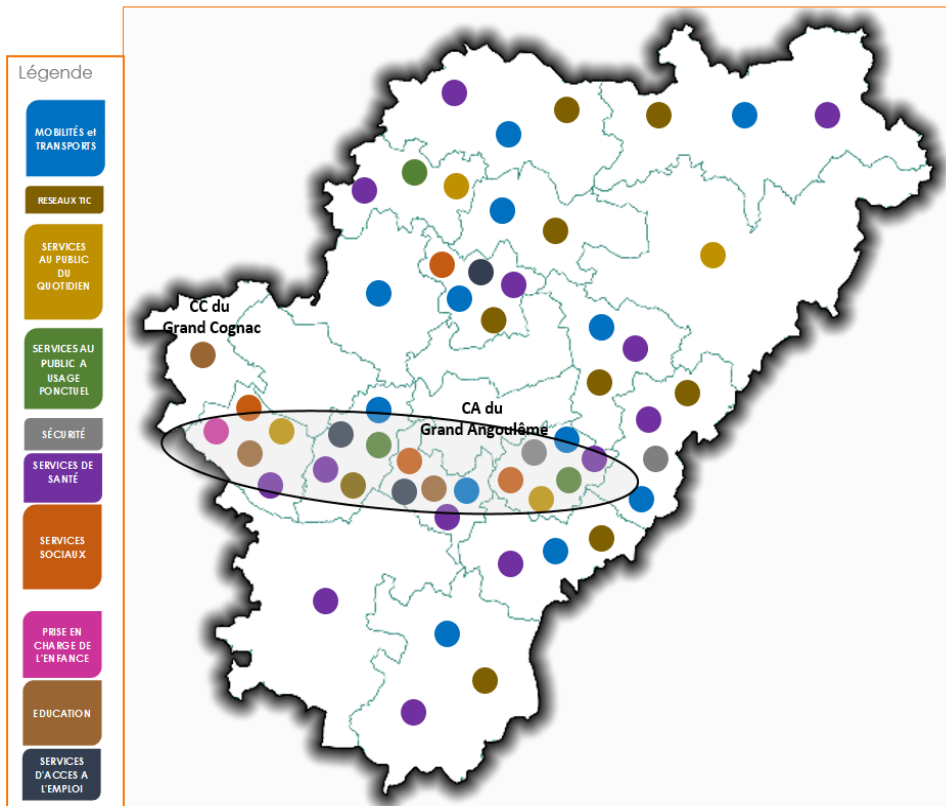 Légende
MOBILITÉS et
TRANSPORTS
RESEAUX TIC
SERVICES
AU PUBLIC
DU
QUOTIDIEN
SERVICES AU
PUBLIC A
USAGE
PONCTUEL
SÉCURITÉ
SERVICES DE
SANTÉ
SERVICES
SOCIAUX
PRISE EN
CHARGE DE
L'ENFANCE
EDUCATION
SERVICES
D'ACCES A
L'EMPLOI
CC du
Grand Cognac
CA du
Grand Angoulême